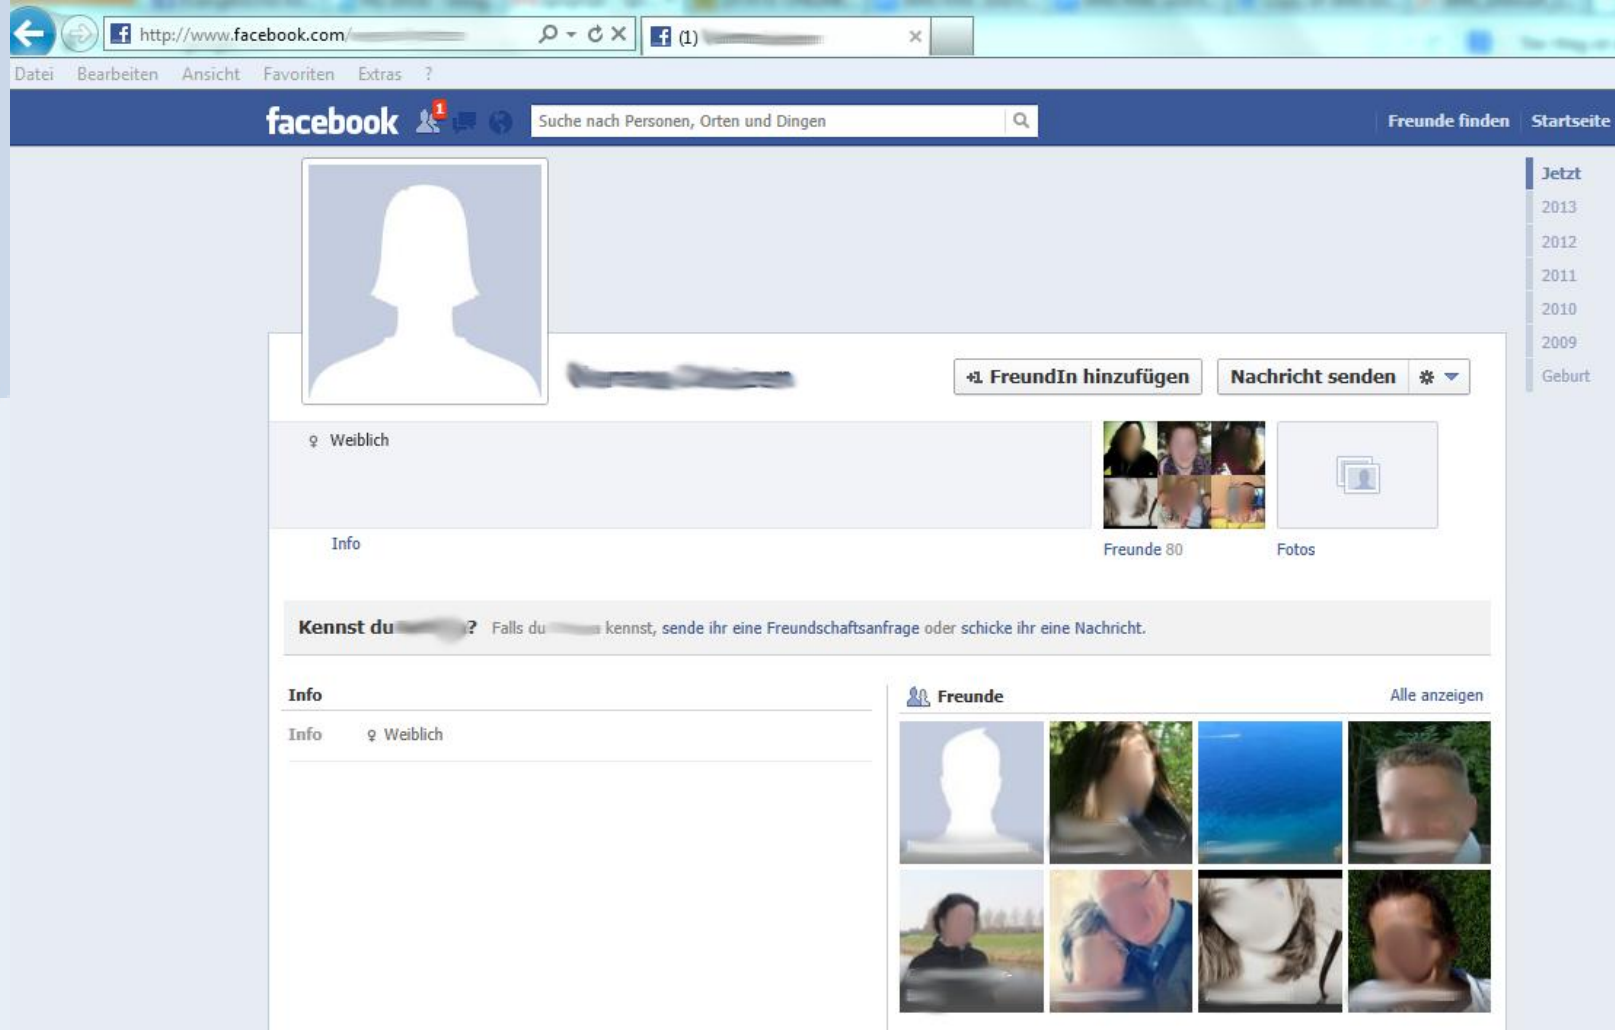 http://www.facebook.com/
(1)
Datei Bearbeiten Ansicht Favoriten Extras ?
facebook 1 Suche nach Personen, Orten und Dingen Freunde finden Startseite
Jetzt
2013
2012
2011
2010
2009
Geburt
+1 FreundIn hinzufügen Nachricht senden
♀ Weiblich
Info Freunde 80 Fotos
Kennst du ? Falls du kennst, sende ihr eine Freundschaftsanfrage oder schicke ihr eine Nachricht.
Info
Info ♀ Weiblich
Freunde Alle anzeigen